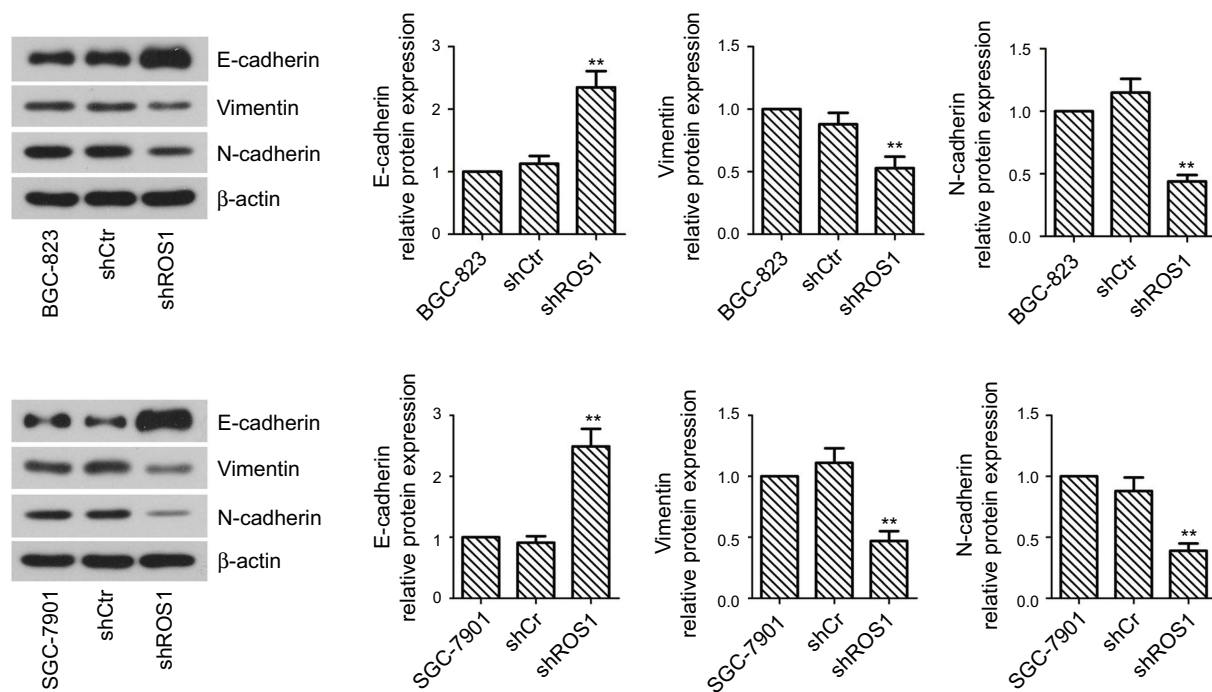 E-cadherin
Vimentin
N-cadherin
β-actin
BGC-823
shCtr
shROS1
E-cadherin
relative protein expression
3
2
1
0
**
BGC-823
shCtr
shROS1
Vimentin
relative protein expression
1.5
1.0
0.5
0.0
**
BGC-823
shCtr
shROS1
N-cadherin
relative protein expression
1.5
1.0
0.5
0.0
**
BGC-823
shCtr
shROS1
E-cadherin
Vimentin
N-cadherin
β-actin
SGC-7901
shCtr
shROS1
E-cadherin
relative protein expression
3
2
1
0
**
SGC-7901
shCr
shROS1
Vimentin
relative protein expression
1.5
1.0
0.5
0.0
**
SGC-7901
shCr
shROS1
N-cadherin
relative protein expression
1.5
1.0
0.5
0.0
**
SGC-7901
shCr
shROS1